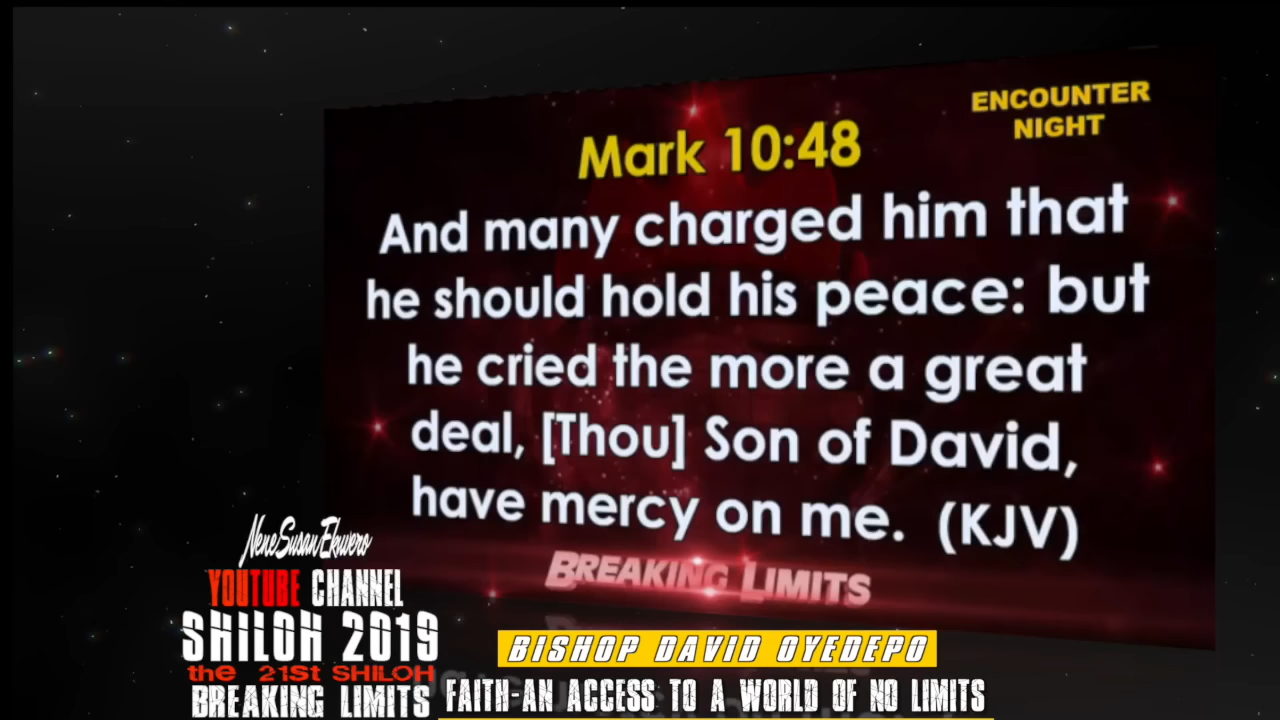 ENCOUNTER
NIGHT
Mark 10:48
And many charged him that
he should hold his peace: but
he cried the more a great
deal, [Thou] Son of David,
have mercy on me. (KJV)
BREAKING LIMITS
NeneSusanEkwero
YOUTUBE CHANNEL
SHILOH 2019
the 21st SHILOH
BREAKING LIMITS
BISHOP DAVID OYEDEPO
FAITH-AN ACCESS TO A WORLD OF NO LIMITS